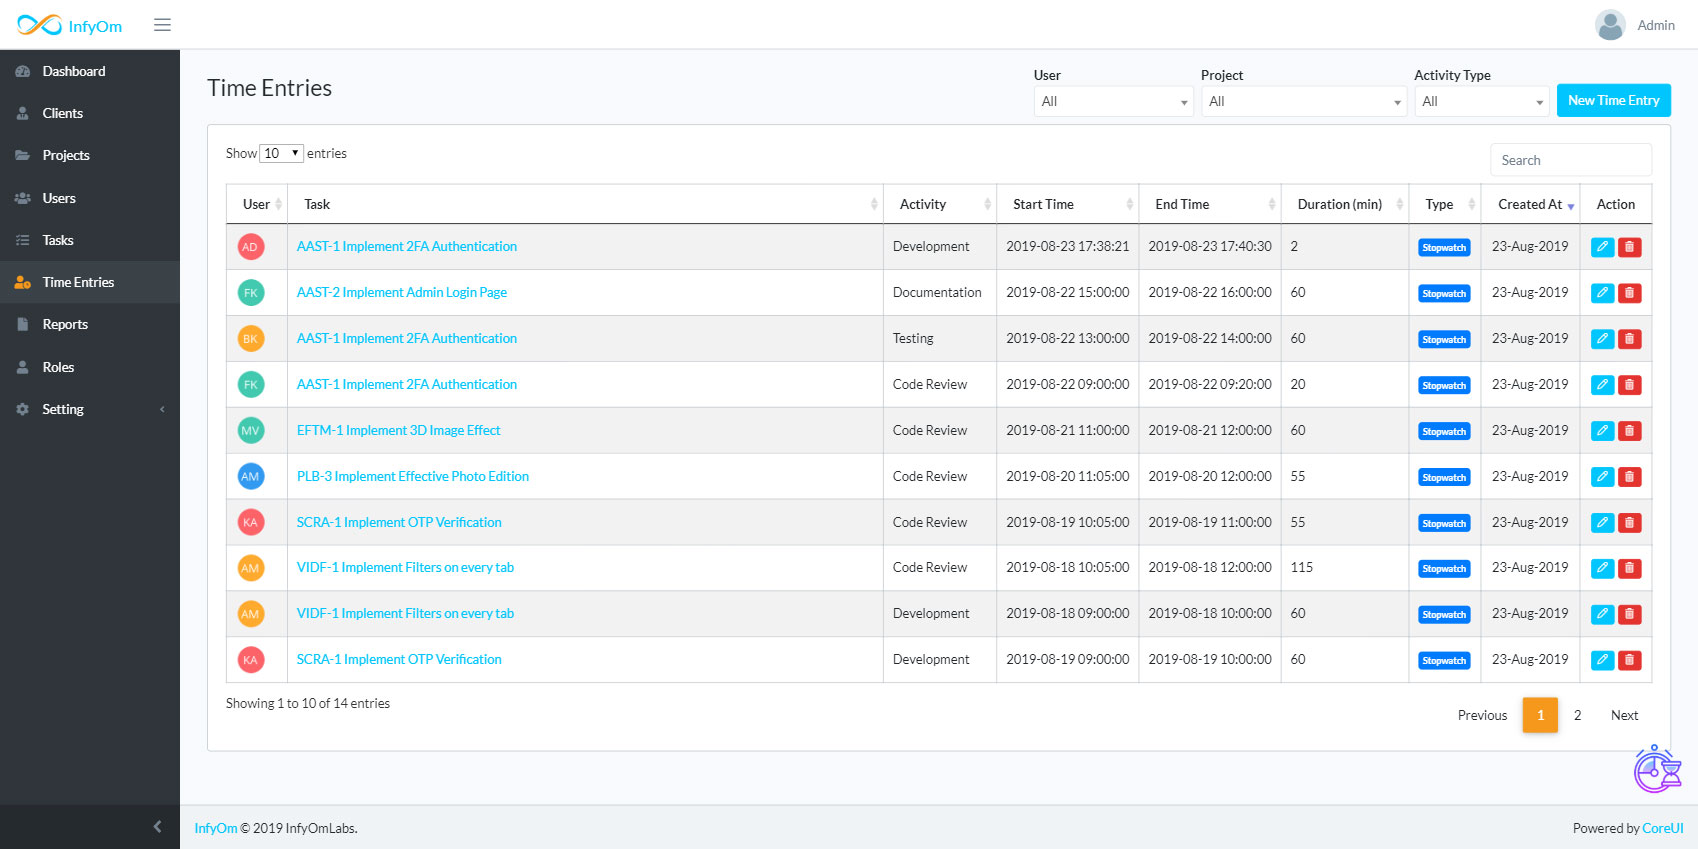 InfyOm Admin
Dashboard
Clients
Projects
Users
Tasks
Time Entries
Reports
Roles
Setting
Time Entries
User Project Activity Type
All All All New Time Entry
Show 10 entries Search
User Task Activity Start Time End Time Duration (min) Type Created At Action
AD AAST-1 Implement 2FA Authentication Development 2019-08-23 17:38:21 2019-08-23 17:40:30 2 Stopwatch 23-Aug-2019
FK AAST-2 Implement Admin Login Page Documentation 2019-08-22 15:00:00 2019-08-22 16:00:00 60 Stopwatch 23-Aug-2019
BK AAST-1 Implement 2FA Authentication Testing 2019-08-22 13:00:00 2019-08-22 14:00:00 60 Stopwatch 23-Aug-2019
FK AAST-1 Implement 2FA Authentication Code Review 2019-08-22 09:00:00 2019-08-22 09:20:00 20 Stopwatch 23-Aug-2019
MV EFTM-1 Implement 3D Image Effect Code Review 2019-08-21 11:00:00 2019-08-21 12:00:00 60 Stopwatch 23-Aug-2019
AM PLB-3 Implement Effective Photo Edition Code Review 2019-08-20 11:05:00 2019-08-20 12:00:00 55 Stopwatch 23-Aug-2019
KA SCRA-1 Implement OTP Verification Code Review 2019-08-19 10:05:00 2019-08-19 11:00:00 55 Stopwatch 23-Aug-2019
AM VIDF-1 Implement Filters on every tab Code Review 2019-08-18 10:05:00 2019-08-18 12:00:00 115 Stopwatch 23-Aug-2019
AM VIDF-1 Implement Filters on every tab Development 2019-08-18 09:00:00 2019-08-18 10:00:00 60 Stopwatch 23-Aug-2019
KA SCRA-1 Implement OTP Verification Development 2019-08-19 09:00:00 2019-08-19 10:00:00 60 Stopwatch 23-Aug-2019
Showing 1 to 10 of 14 entries
Previous 1 2 Next
InfyOm © 2019 InfyOmLabs. Powered by CoreUI